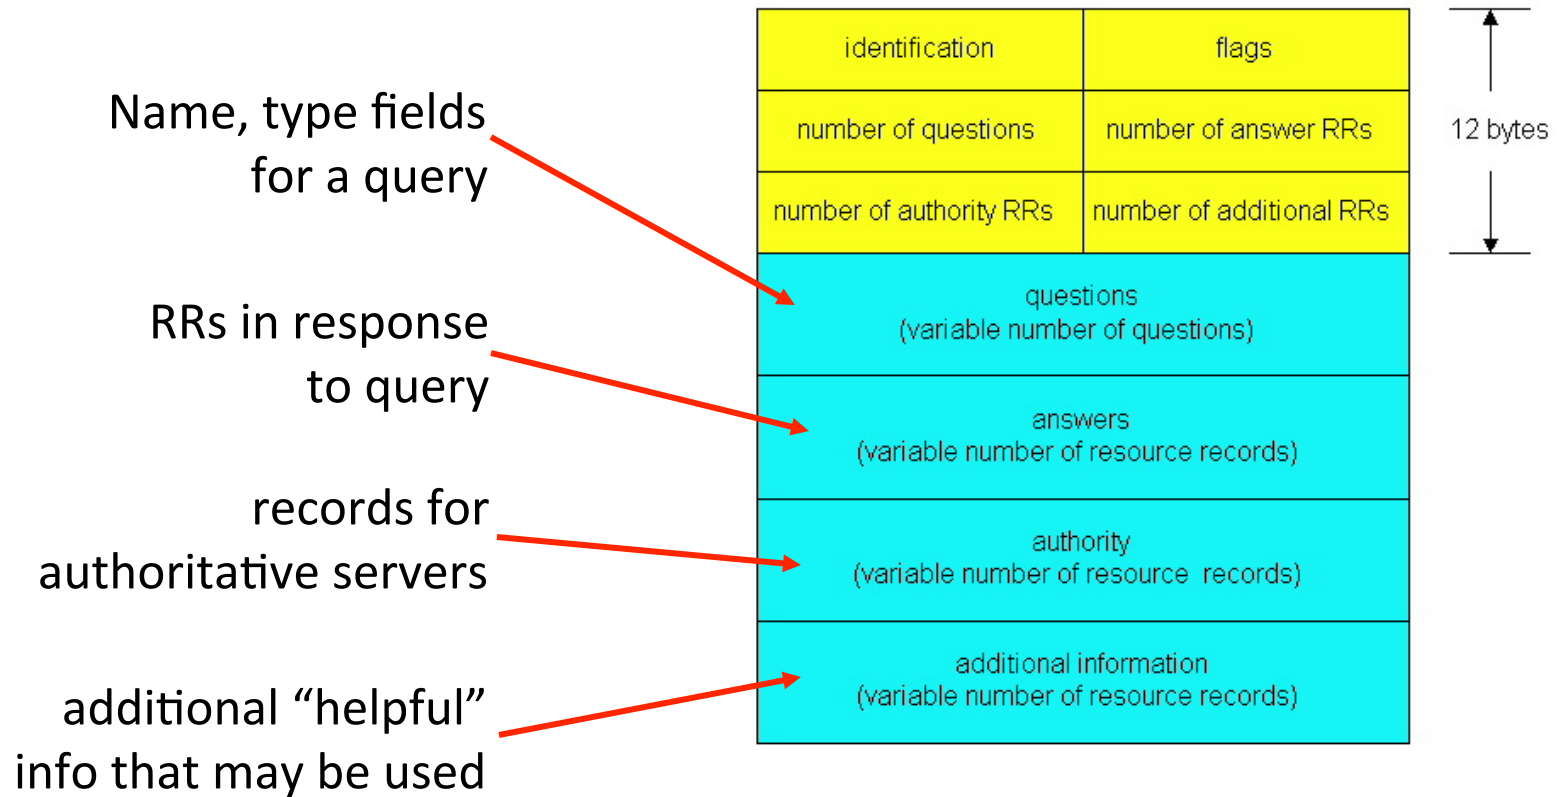 Name, type fields
for a query
RRs in response
to query
records for
authoritative servers
additional “helpful”
info that may be used
identification
flags
number of questions
number of answer RRs
number of authority RRs
number of additional RRs
12 bytes
questions
(variable number of questions)
answers
(variable number of resource records)
authority
(variable number of resource records)
additional information
(variable number of resource records)